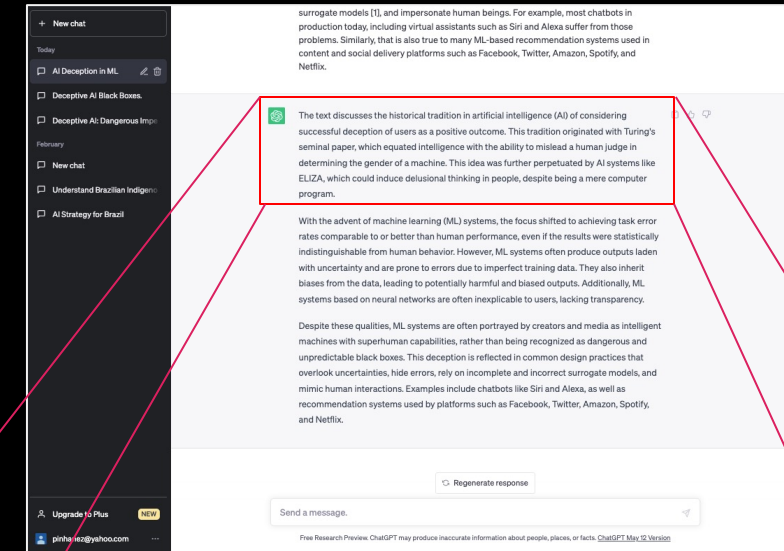 + New chat
Today
AI Deception in ML
Deceptive AI Black Boxes.
Deceptive AI: Dangerous Impe
February
New chat
Understand Brazilian Indigeno
AI Strategy for Brazil
Upgrade to Plus NEW
pinhanez@yahoo.com ...
surrogate models [1], and impersonate human beings. For example, most chatbots in
production today, including virtual assistants such as Siri and Alexa suffer from those
problems. Similarly, that is also true to many ML-based recommendation systems used in
content and social delivery platforms such as Facebook, Twitter, Amazon, Spotify, and
Netflix.
The text discusses the historical tradition in artificial intelligence (AI) of considering
successful deception of users as a positive outcome. This tradition originated with Turing's
seminal paper, which equated intelligence with the ability to mislead a human judge in
determining the gender of a machine. This idea was further perpetuated by AI systems like
ELIZA, which could induce delusional thinking in people, despite being a mere computer
program.
With the advent of machine learning (ML) systems, the focus shifted to achieving task error
rates comparable to or better than human performance, even if the results were statistically
indistinguishable from human behavior. However, ML systems often produce outputs laden
with uncertainty and are prone to errors due to imperfect training data. They also inherit
biases from the data, leading to potentially harmful and biased outputs. Additionally, ML
systems based on neural networks are often inexplicable to users, lacking transparency.
Despite these qualities, ML systems are often portrayed by creators and media as intelligent
machines with superhuman capabilities, rather than being recognized as dangerous and
unpredictable black boxes. This deception is reflected in common design practices that
overlook uncertainties, hide errors, rely on incomplete and incorrect surrogate models, and
mimic human interactions. Examples include chatbots like Siri and Alexa, as well as
recommendation systems used by platforms such as Facebook, Twitter, Amazon, Spotify,
and Netflix.
Regenerate response
Send a message.
Free Research Preview. ChatGPT may produce inaccurate information about people, places, or facts. ChatGPT May 12 Version